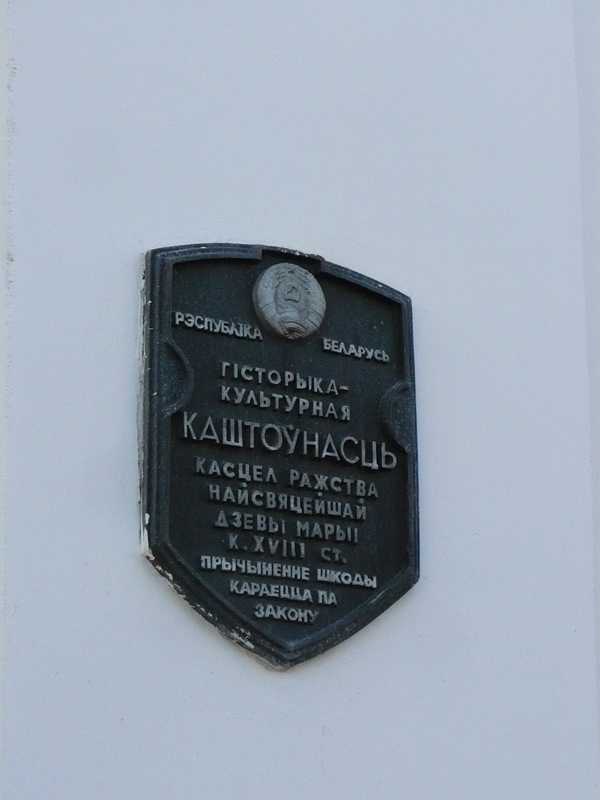 РЭСПУБЛІКА БЕЛАРУСЬ
ГІСТОРЫКА-
КУЛЬТУРНАЯ
КАШТОЎНАСЦЬ
КАСЦЕЛ РАЖСТВА
НАЙСВЯЦЕЙШАЙ
ДЗЕВЫ МАРЫІ
К. XVIII СТ.
ПРЫЧЫНЕННЕ ШКОДЫ
КАРАЕЦЦА ПА
ЗАКОНУ